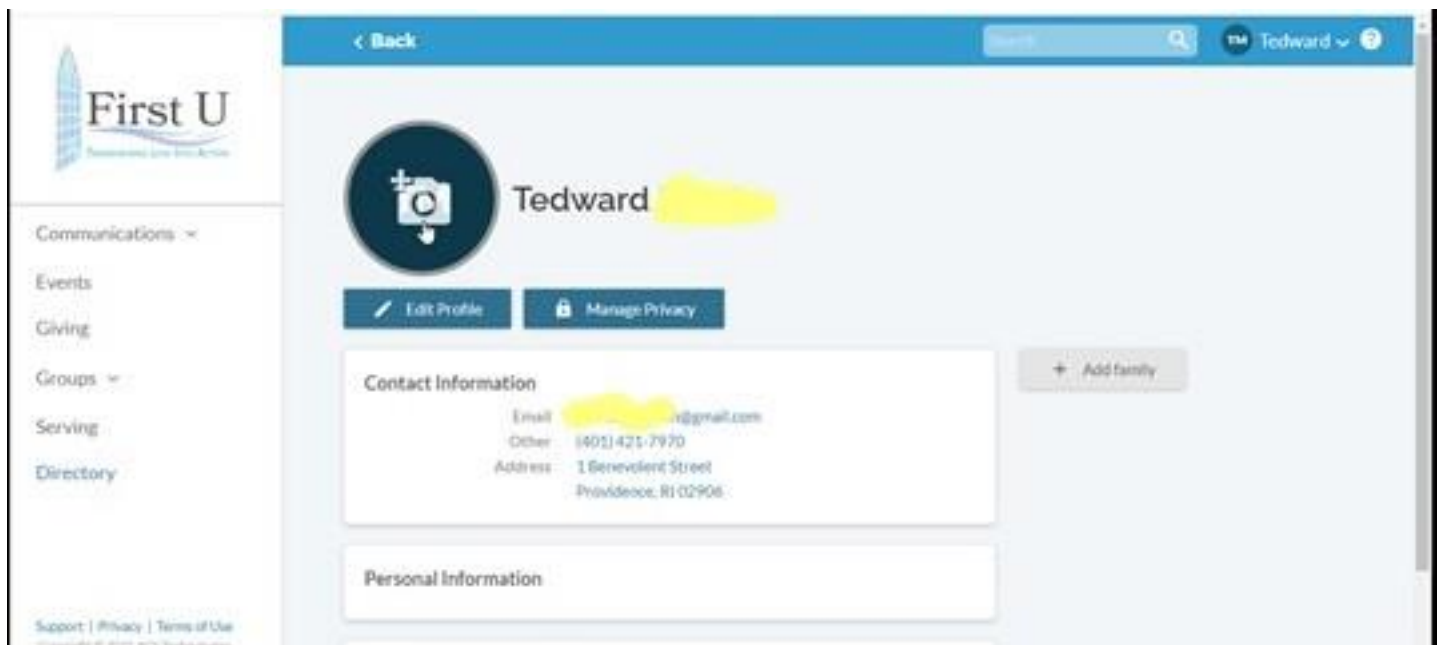 First U
Communications
Events
Giving
Groups
Serving
Directory
Support | Privacy | Terms of Use
< Back
Search
TM Tedward
?
Tedward
Edit Profile
Manage Privacy
Contact Information
Email @gmail.com
Other (401) 421-7970
Address 1 Benevolent Street
Providence, RI 02906
+ Add family
Personal Information